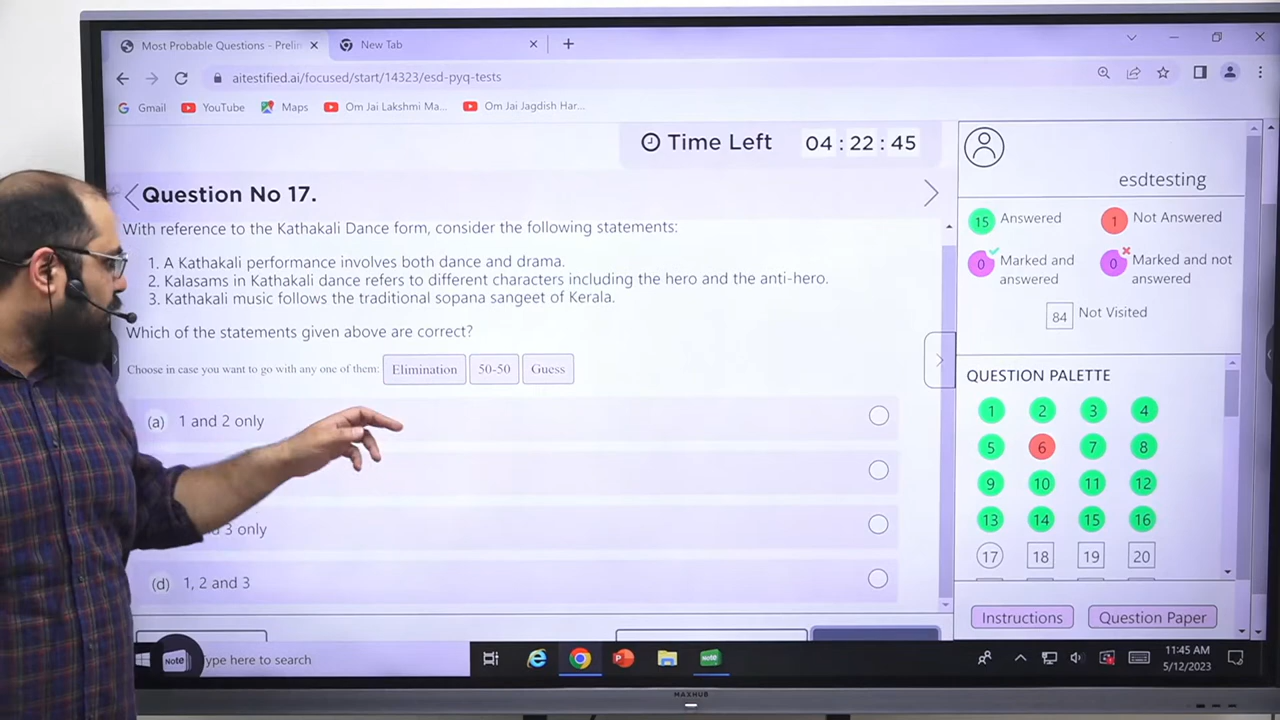 Most Probable Questions - Prelin
New Tab
aitestified.ai/focused/start/14323/esd-pyq-tests
Gmail
YouTube
Maps
Om Jai Lakshmi Ma...
Om Jai Jagdish Har...
Time Left 04 : 22 : 45
Question No 17.
With reference to the Kathakali Dance form, consider the following statements:
1. A Kathakali performance involves both dance and drama.
2. Kalasams in Kathakali dance refers to different characters including the hero and the anti-hero.
3. Kathakali music follows the traditional sopana sangeet of Kerala.
Which of the statements given above are correct?
Choose in case you want to go with any one of them: Elimination 50-50 Guess
(a) 1 and 2 only
3 only
(d) 1, 2 and 3
esdtesting
15 Answered
1 Not Answered
0 Marked and answered
0 Marked and not answered
84 Not Visited
QUESTION PALETTE
1 2 3 4
5 6 7 8
9 10 11 12
13 14 15 16
17 18 19 20
Instructions Question Paper
Note
ype here to search
note
11:45 AM
5/12/2023
MAXHUB